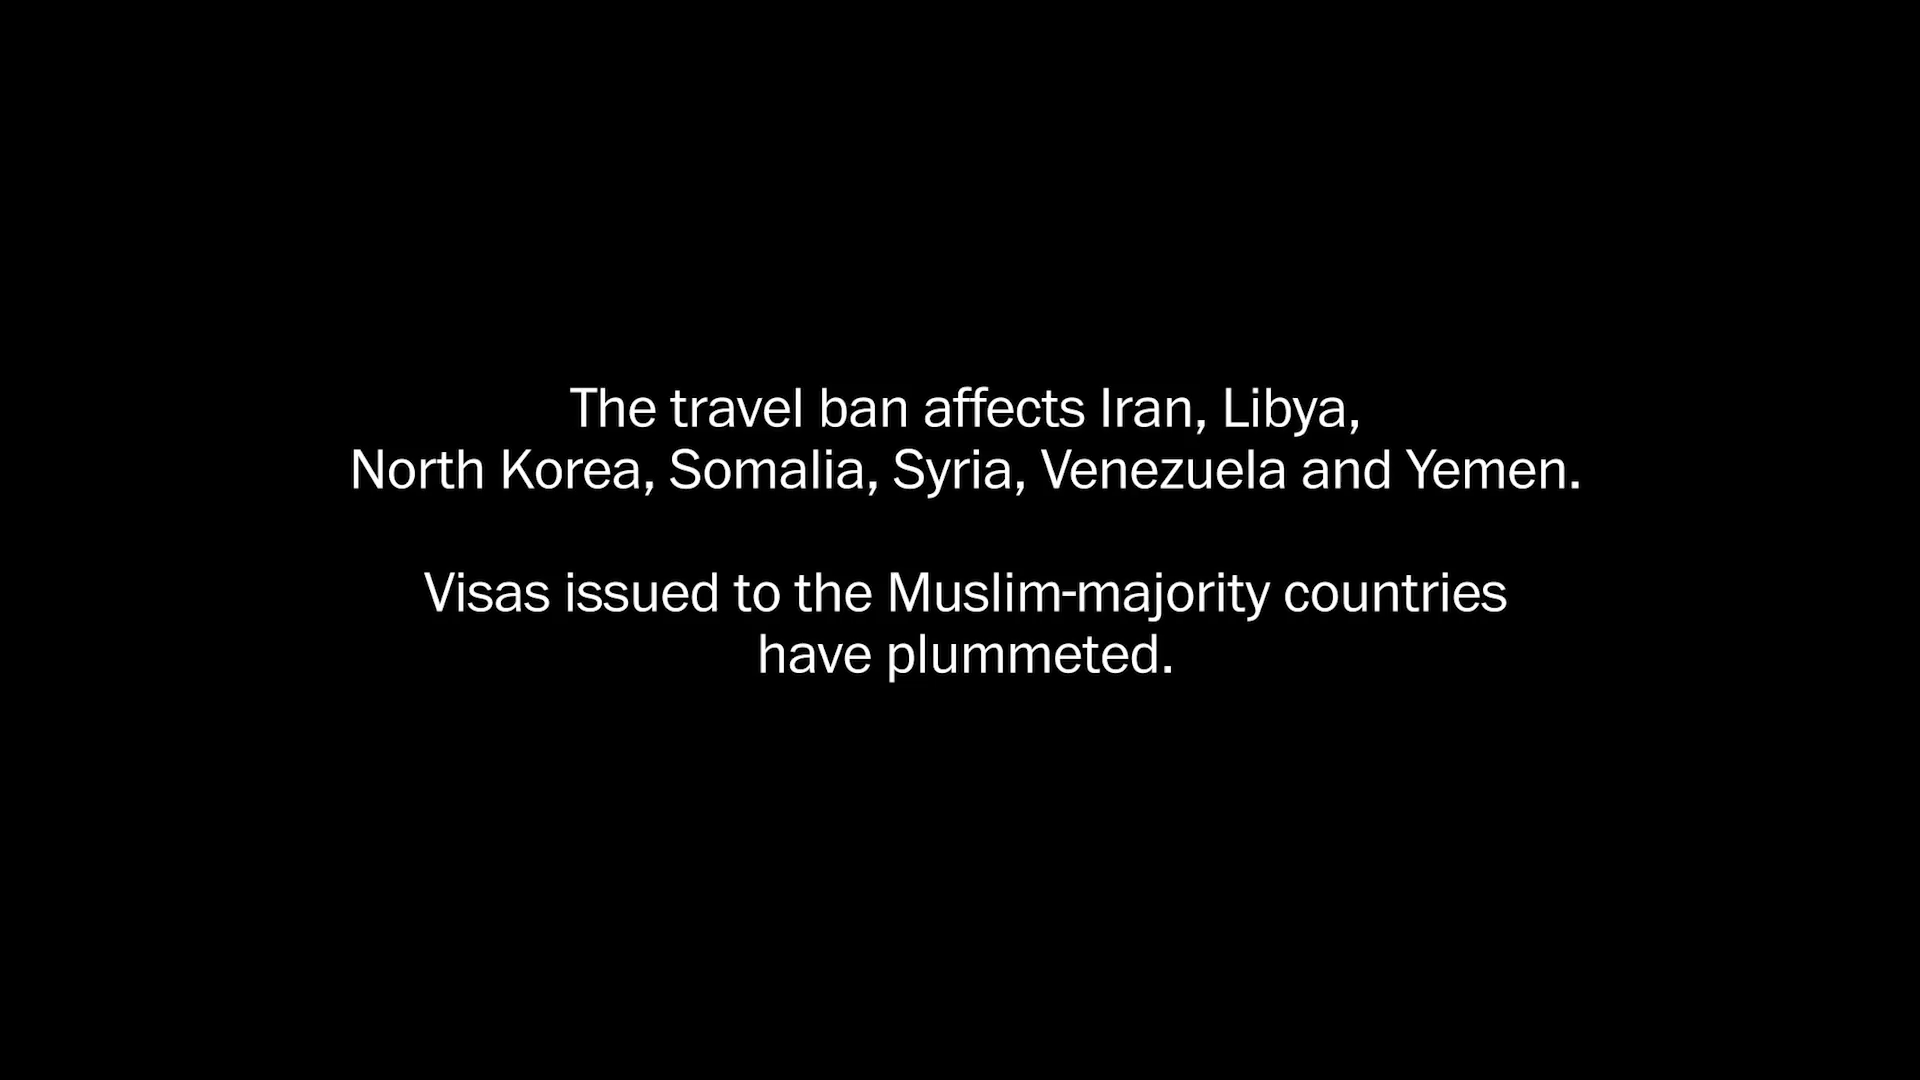 The travel ban affects Iran, Libya,
North Korea, Somalia, Syria, Venezuela and Yemen.
Visas issued to the Muslim-majority countries
have plummeted.